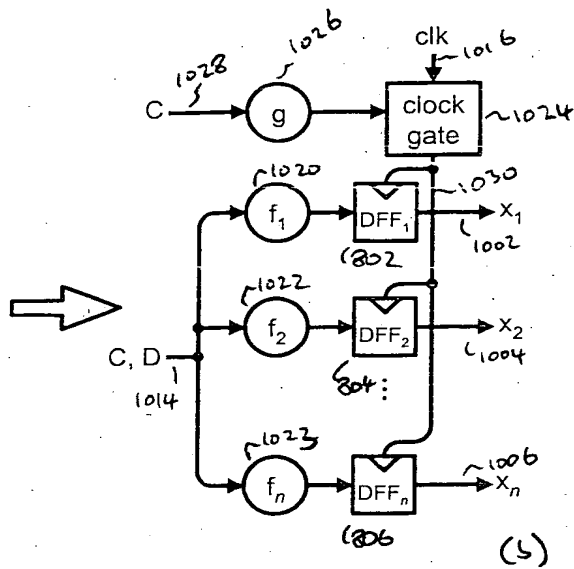 1026
clk
1016
1028
C
g
clock
gate
1024
1020
1030
f1
DFF1
x1
802
1002
1022
f2
DFF2
x2
C, D
1014
804
1004
⋮
1023
fn
DFFn
1006
xn
806
(b)